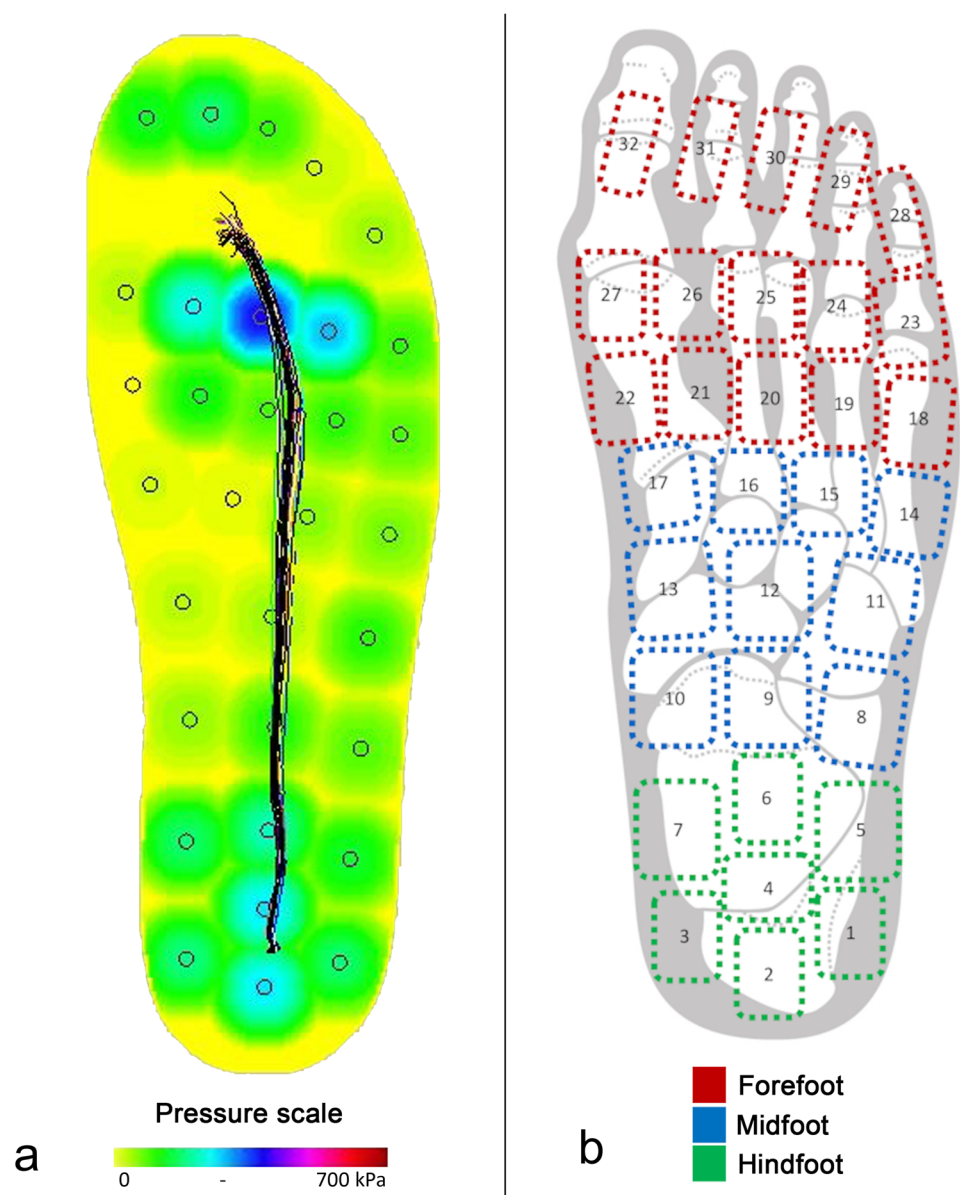 Pressure scale
0 - 700 kPa
a
32 31 30 29 28
27 26 25 24 23
22 21 20 19 18
17 16 15 14
13 12 11
10 9 8
7 6 5
4
3 2 1
Forefoot
Midfoot
Hindfoot
b